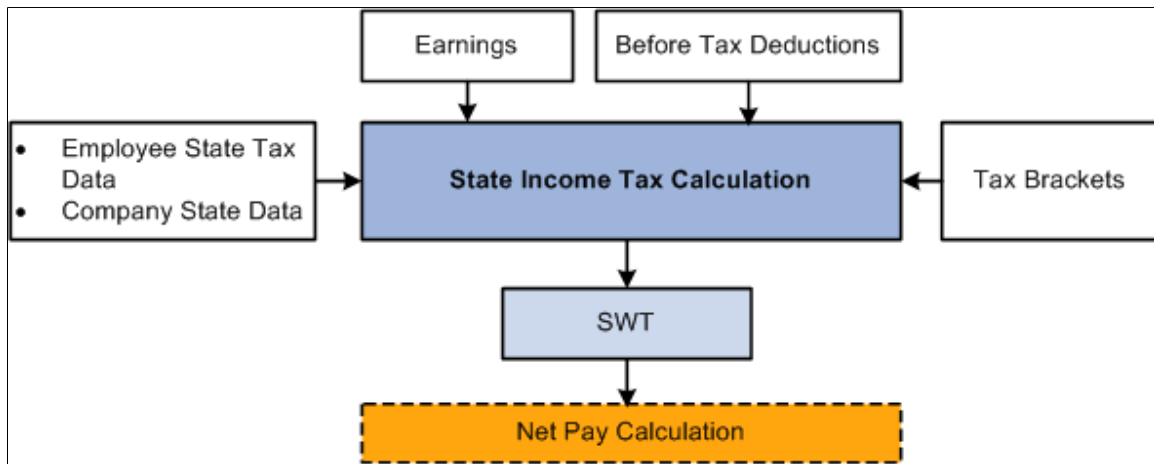 Earnings
Before Tax Deductions
• Employee State Tax
Data
• Company State Data
State Income Tax Calculation
Tax Brackets
SWT
Net Pay Calculation